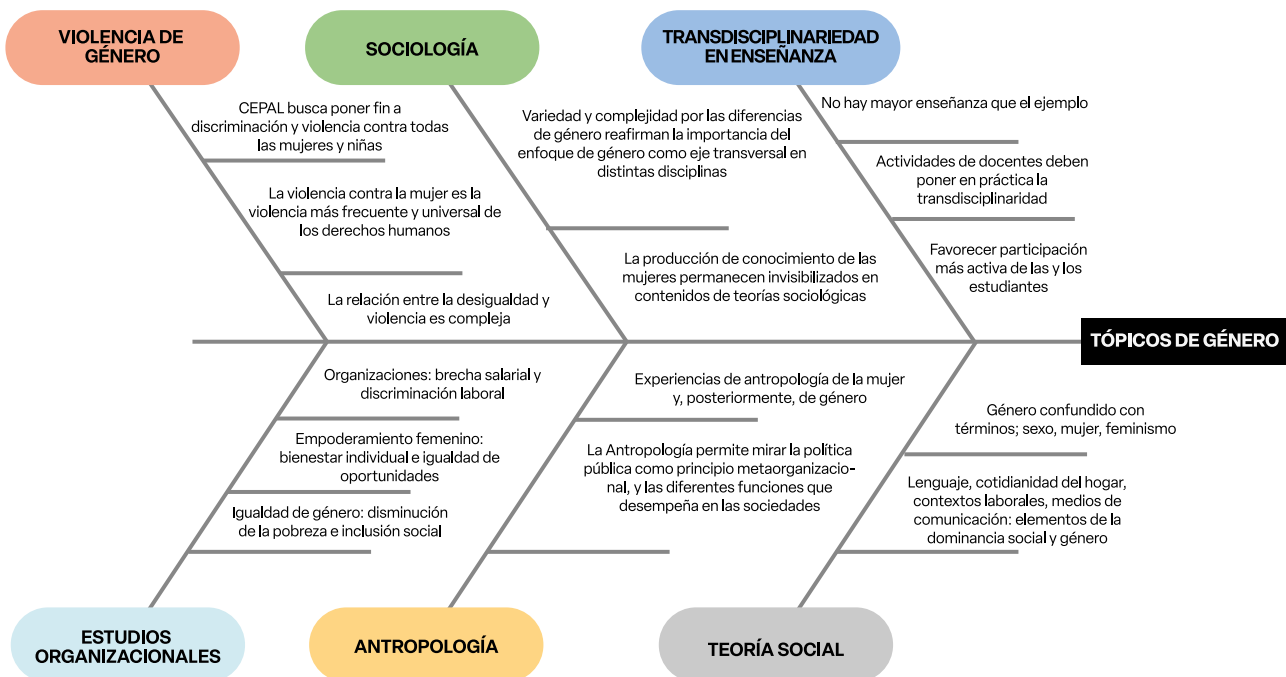 VIOLENCIA DE
GÉNERO
SOCIOLOGÍA
TRANSDISCIPLINARIEDAD
EN ENSEÑANZA
CEPAL busca poner fin a
discriminación y violencia contra todas
las mujeres y niñas
La violencia contra la mujer es la
violencia más frecuente y universal de
los derechos humanos
La relación entre la desigualdad y
violencia es compleja
Variedad y complejidad por las diferencias
de género reafirman la importancia del
enfoque de género como eje transversal en
distintas disciplinas
La producción de conocimiento de las
mujeres permanecen invisibilizados en
contenidos de teorías sociológicas
No hay mayor enseñanza que el ejemplo
Actividades de docentes deben
poner en práctica la
transdisciplinaridad
Favorecer participación
más activa de las y los
estudiantes
TÓPICOS DE GÉNERO
Organizaciones: brecha salarial y
discriminación laboral
Empoderamiento femenino:
bienestar individual e igualdad de
oportunidades
Igualdad de género: disminución
de la pobreza e inclusión social
Experiencias de antropología de la mujer
y, posteriormente, de género
La Antropología permite mirar la política
pública como principio metaorganizacio-
nal, y las diferentes funciones que
desempeña en las sociedades
Género confundido con
términos; sexo, mujer, feminismo
Lenguaje, cotidianidad del hogar,
contextos laborales, medios de
comunicación: elementos de la
dominancia social y género
ESTUDIOS
ORGANIZACIONALES
ANTROPOLOGÍA
TEORÍA SOCIAL